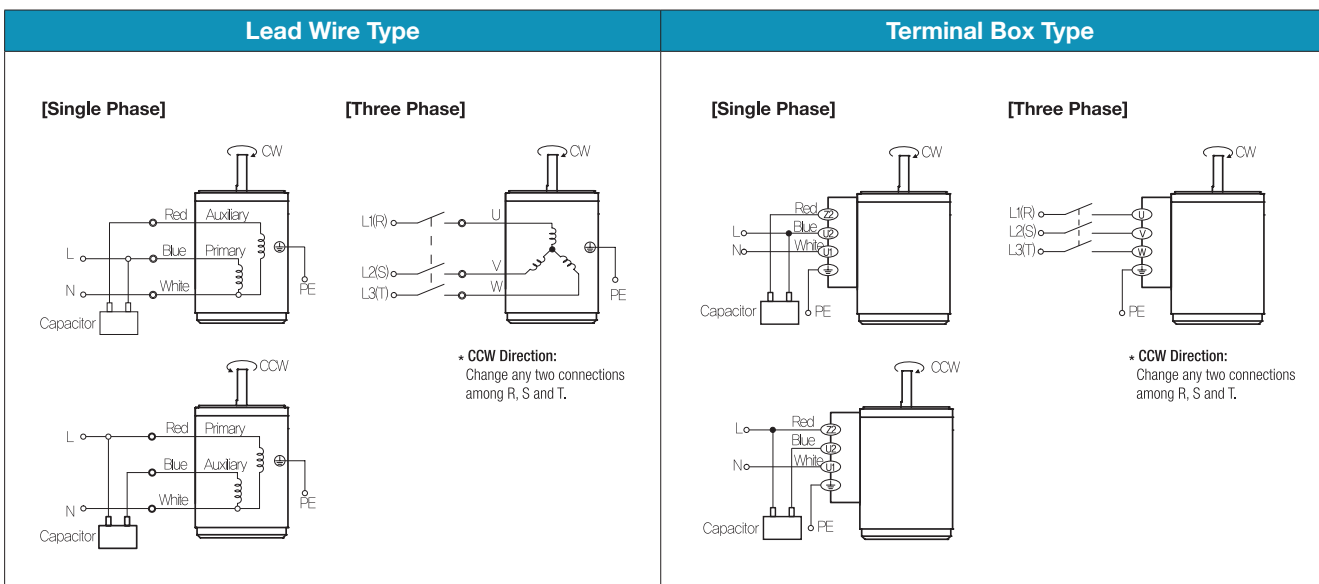 Lead Wire Type
Terminal Box Type
[Single Phase]
[Three Phase]
[Single Phase]
[Three Phase]
CW
Red Auxiliary
L
Blue Primary
N
White
PE
Capacitor
CW
L1(R)
U
L2(S)
V
L3(T)
W
PE
* CCW Direction:
Change any two connections
among R, S and T.
CCW
L
Red Primary
Blue Auxiliary
N
White
PE
Capacitor
CW
Red
Z2
L
Blue
U2
N
White
U1
Capacitor
PE
CW
L1(R)
U
L2(S)
V
L3(T)
W
PE
* CCW Direction:
Change any two connections
among R, S and T.
CCW
L
Red
Z2
Blue
U2
N
White
U1
Capacitor
PE